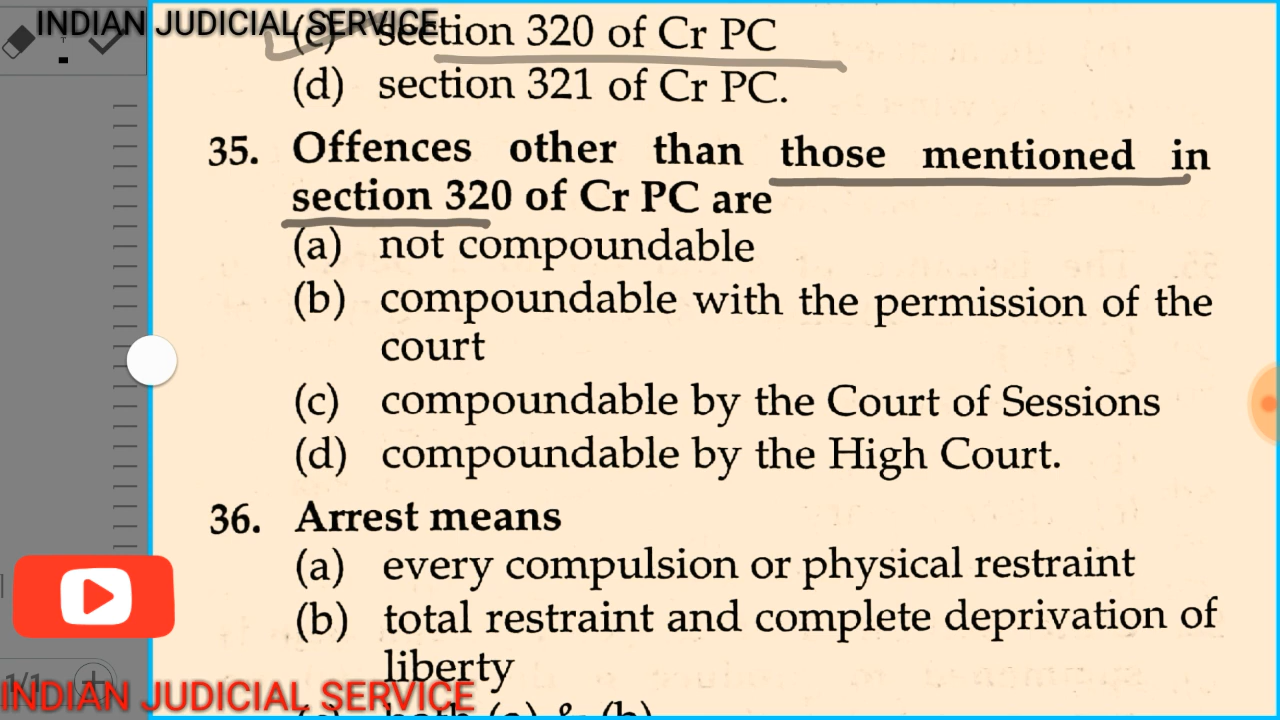 INDIAN JUDICIAL SERVICE
(c) section 320 of Cr PC
(d) section 321 of Cr PC.
35. Offences other than those mentioned in
section 320 of Cr PC are
(a) not compoundable
(b) compoundable with the permission of the
court
(c) compoundable by the Court of Sessions
(d) compoundable by the High Court.
36. Arrest means
(a) every compulsion or physical restraint
(b) total restraint and complete deprivation of
liberty
1/1
INDIAN JUDICIAL SERVICE
(c) both (a) & (b)